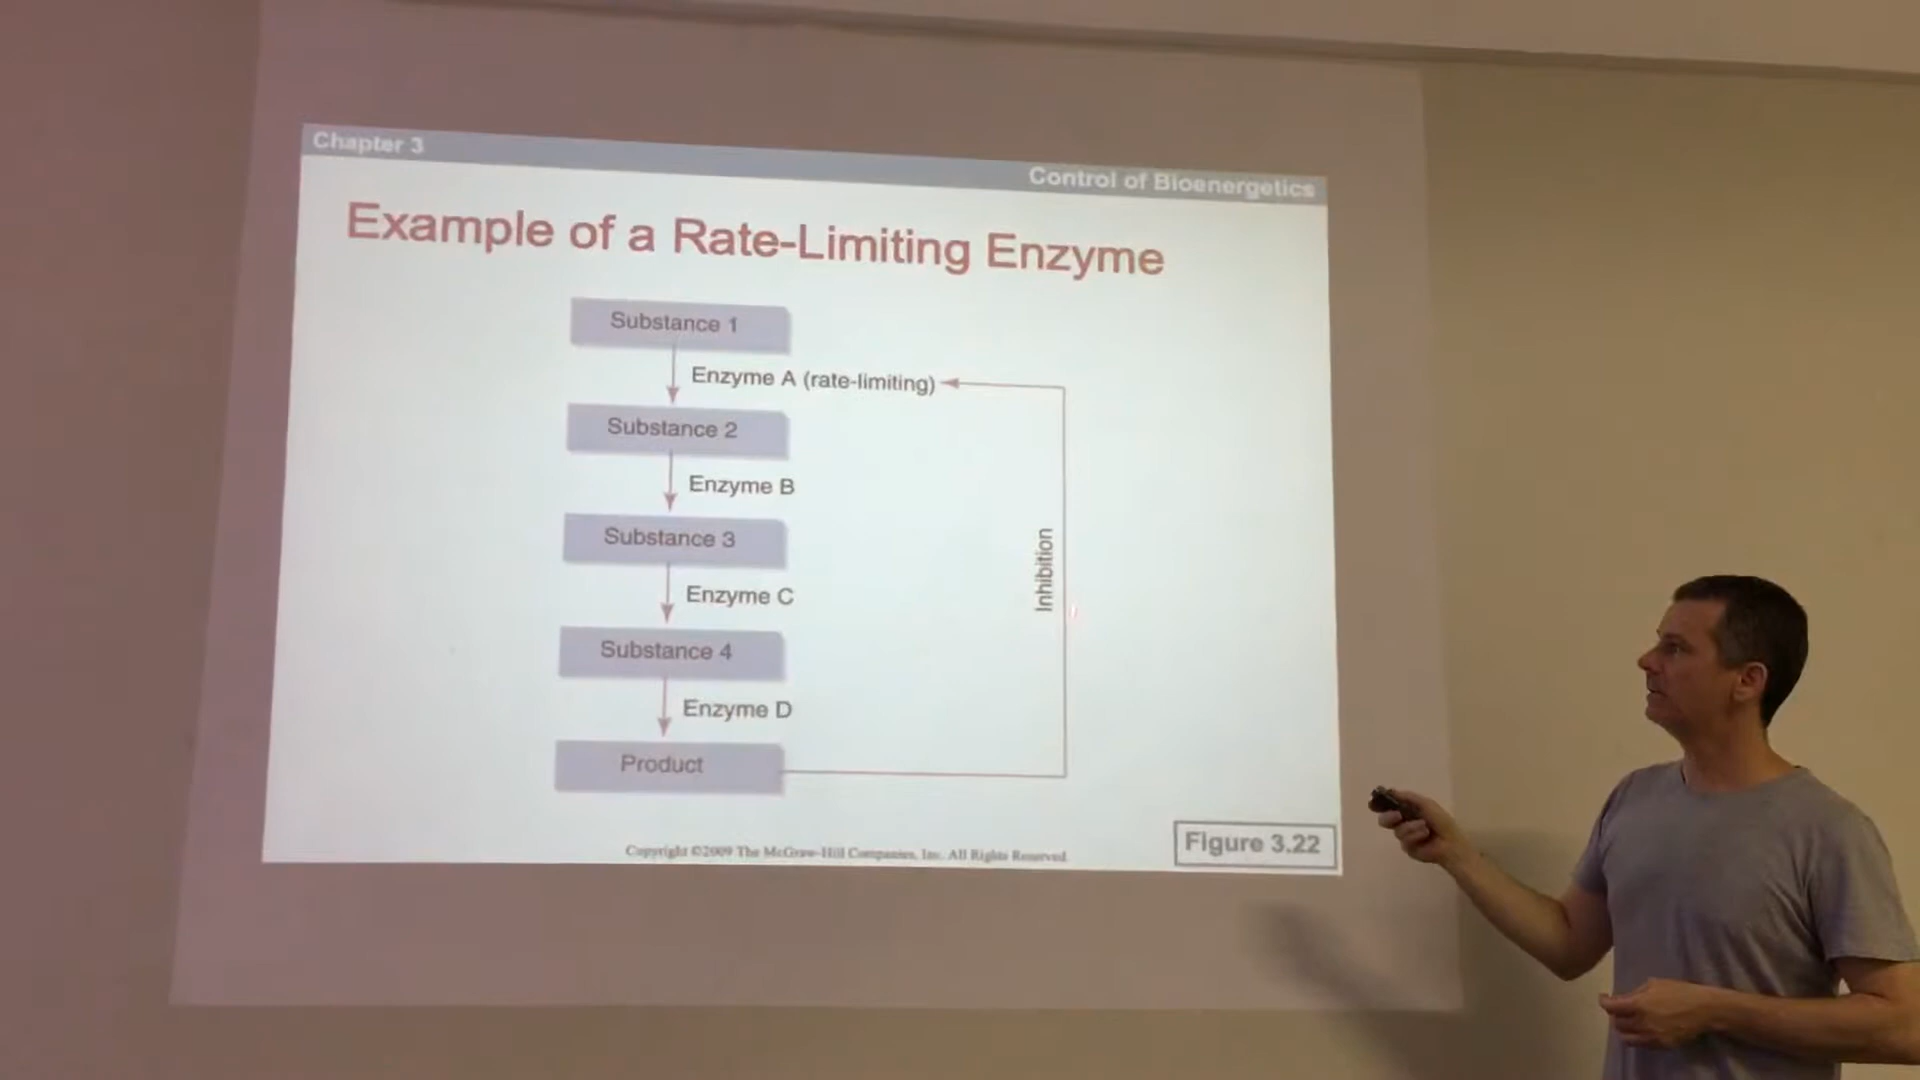 Chapter 3
Control of Bioenergetics
Example of a Rate-Limiting Enzyme
Substance 1
Enzyme A (rate-limiting)
Substance 2
Enzyme B
Substance 3
Enzyme C
Inhibition
Substance 4
Enzyme D
Product
Figure 3.22
Copyright ©2009 The McGraw-Hill Companies, Inc. All Rights Reserved.